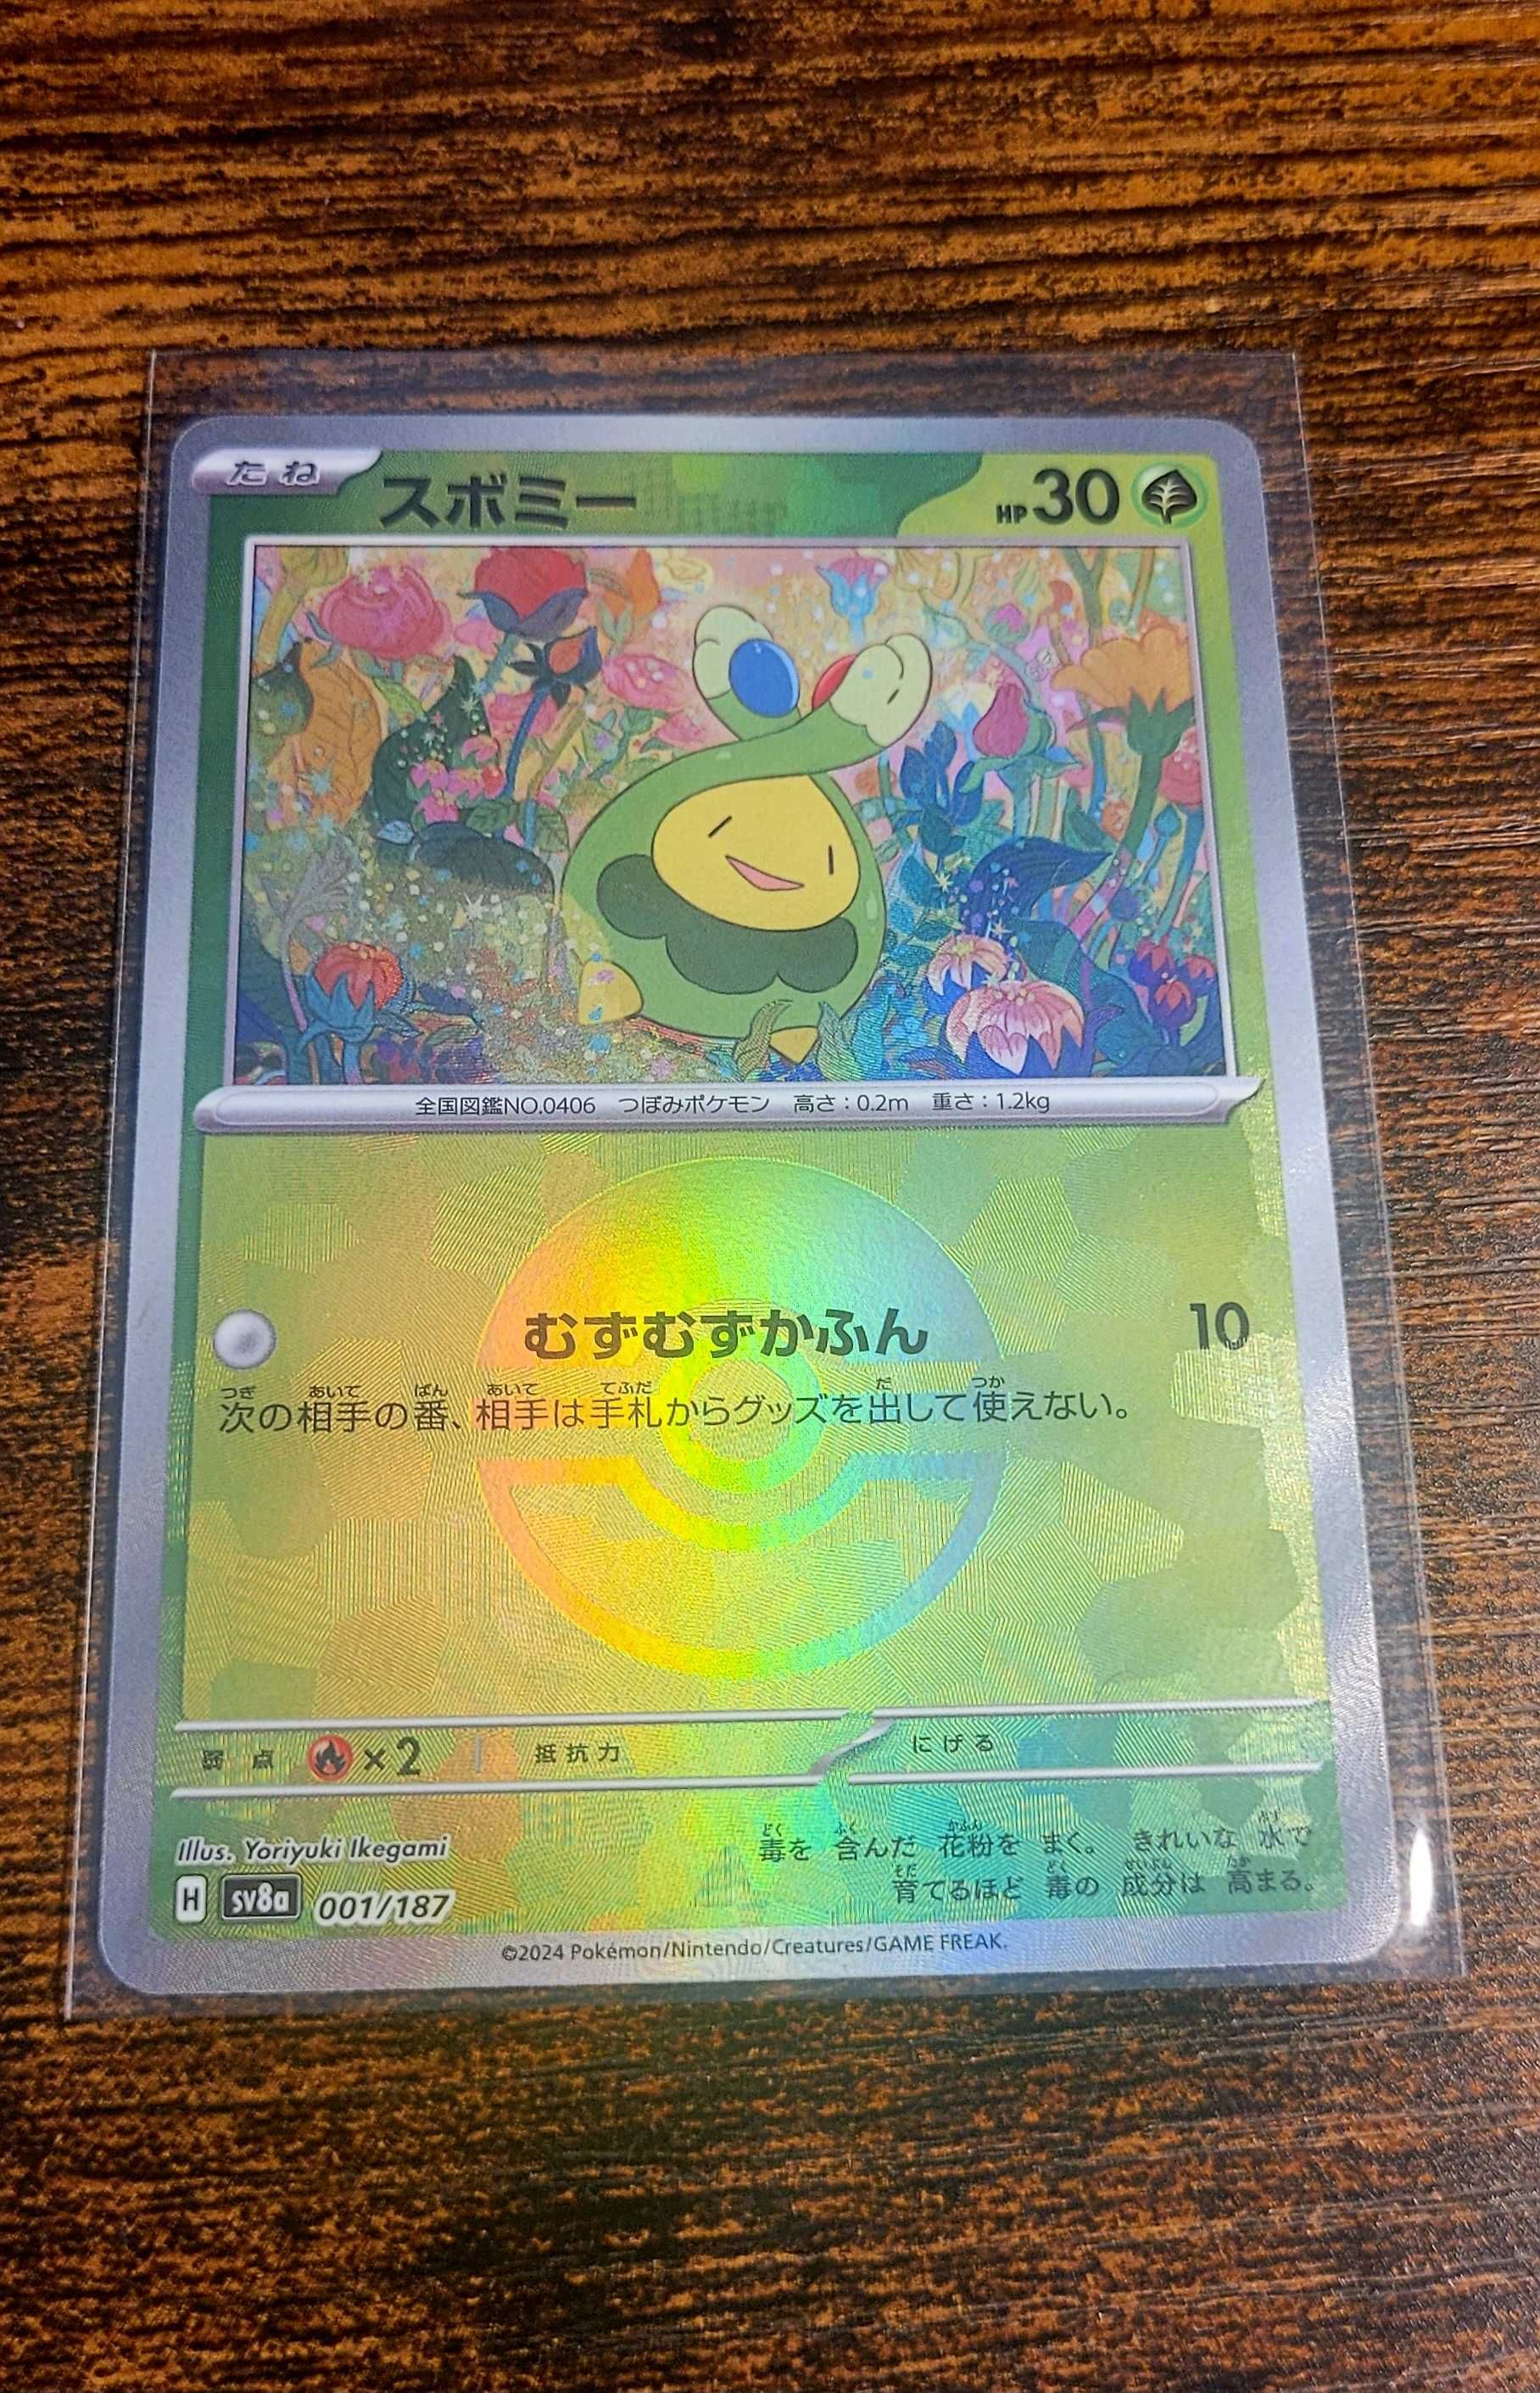 たね
スボミー
HP30
全国図鑑NO.0406 つぼみポケモン 高さ:0.2m 重さ:1.2kg
むずむずかふん 10
次の相手の番、相手は手札からグッズを出して使えない。
弱点 ×2 抵抗力 にげる
Illus. Yoriyuki Ikegami
毒を 含んだ 花粉を まく。 きれいな 水で
育てるほど 毒の 成分は 高まる。
H sv8a 001/187
©2024 Pokémon/Nintendo/Creatures/GAME FREAK.